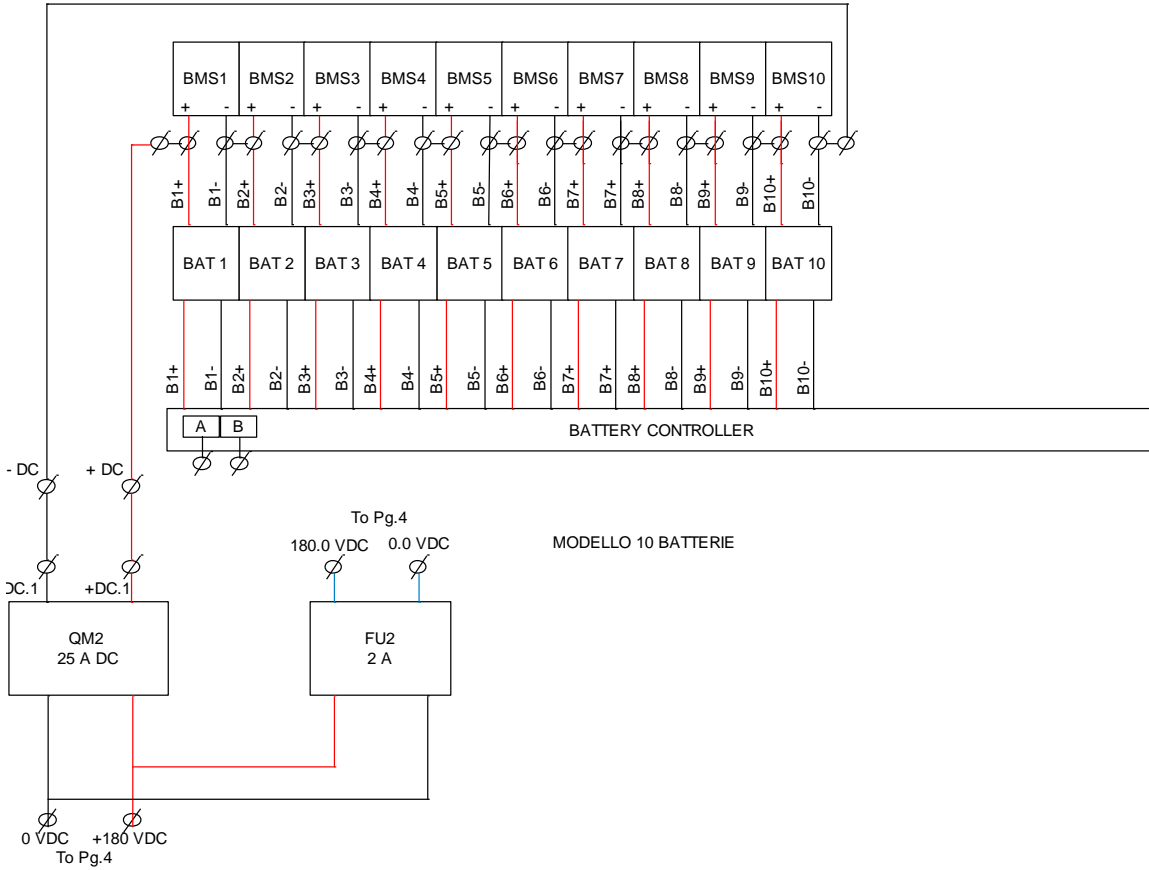 BMS1 BMS2 BMS3 BMS4 BMS5 BMS6 BMS7 BMS8 BMS9 BMS10
+ - + - + - + - + - + - + - + - + - + -
B1+ B1- B2+ B2- B3+ B3- B4+ B4- B5+ B5- B6+ B6- B7+ B7+ B8+ B8- B9+ B9- B10+ B10-
BAT 1 BAT 2 BAT 3 BAT 4 BAT 5 BAT 6 BAT 7 BAT 8 BAT 9 BAT 10
B1+ B1- B2+ B2- B3+ B3- B4+ B4- B5+ B5- B6+ B6- B7+ B7+ B8+ B8- B9+ B9- B10+ B10-
A B BATTERY CONTROLLER
- DC + DC
To Pg.4
180.0 VDC 0.0 VDC
MODELLO 10 BATTERIE
DC.1 +DC.1
QM2
25 A DC
FU2
2 A
0 VDC +180 VDC
To Pg.4